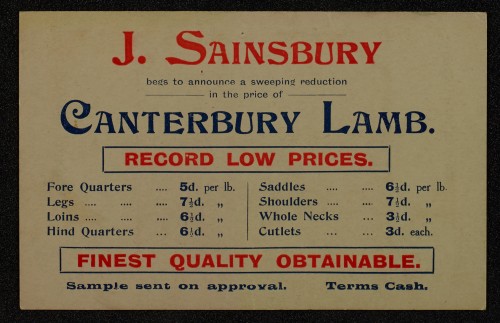 J. SAINSBURY
begs to announce a sweeping reduction
in the price of
CANTERBURY LAMB.
RECORD LOW PRICES.
Fore Quarters .... 5d. per lb.
Legs .... .... 7½d. „
Loins .... .... 6½d. „
Hind Quarters ... 6½d. „
Saddles .... .... 6½d. per lb.
Shoulders .... .... 7½d. „
Whole Necks ... 3½d. „
Cutlets ... 3d. each.
FINEST QUALITY OBTAINABLE.
Sample sent on approval. Terms Cash.